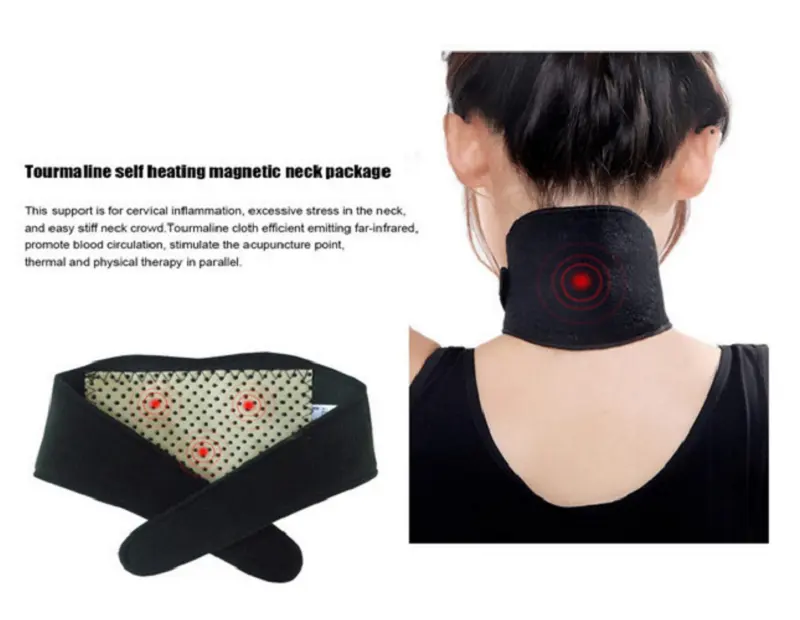 Tourmaline self heating magnetic neck package
This support is for cervical inflammation, excessive stress in the neck,
and easy stiff neck crowd.Tourmaline cloth efficient emitting far-infrared,
promote blood circulation, stimulate the acupuncture point,
thermal and physical therapy in parallel.